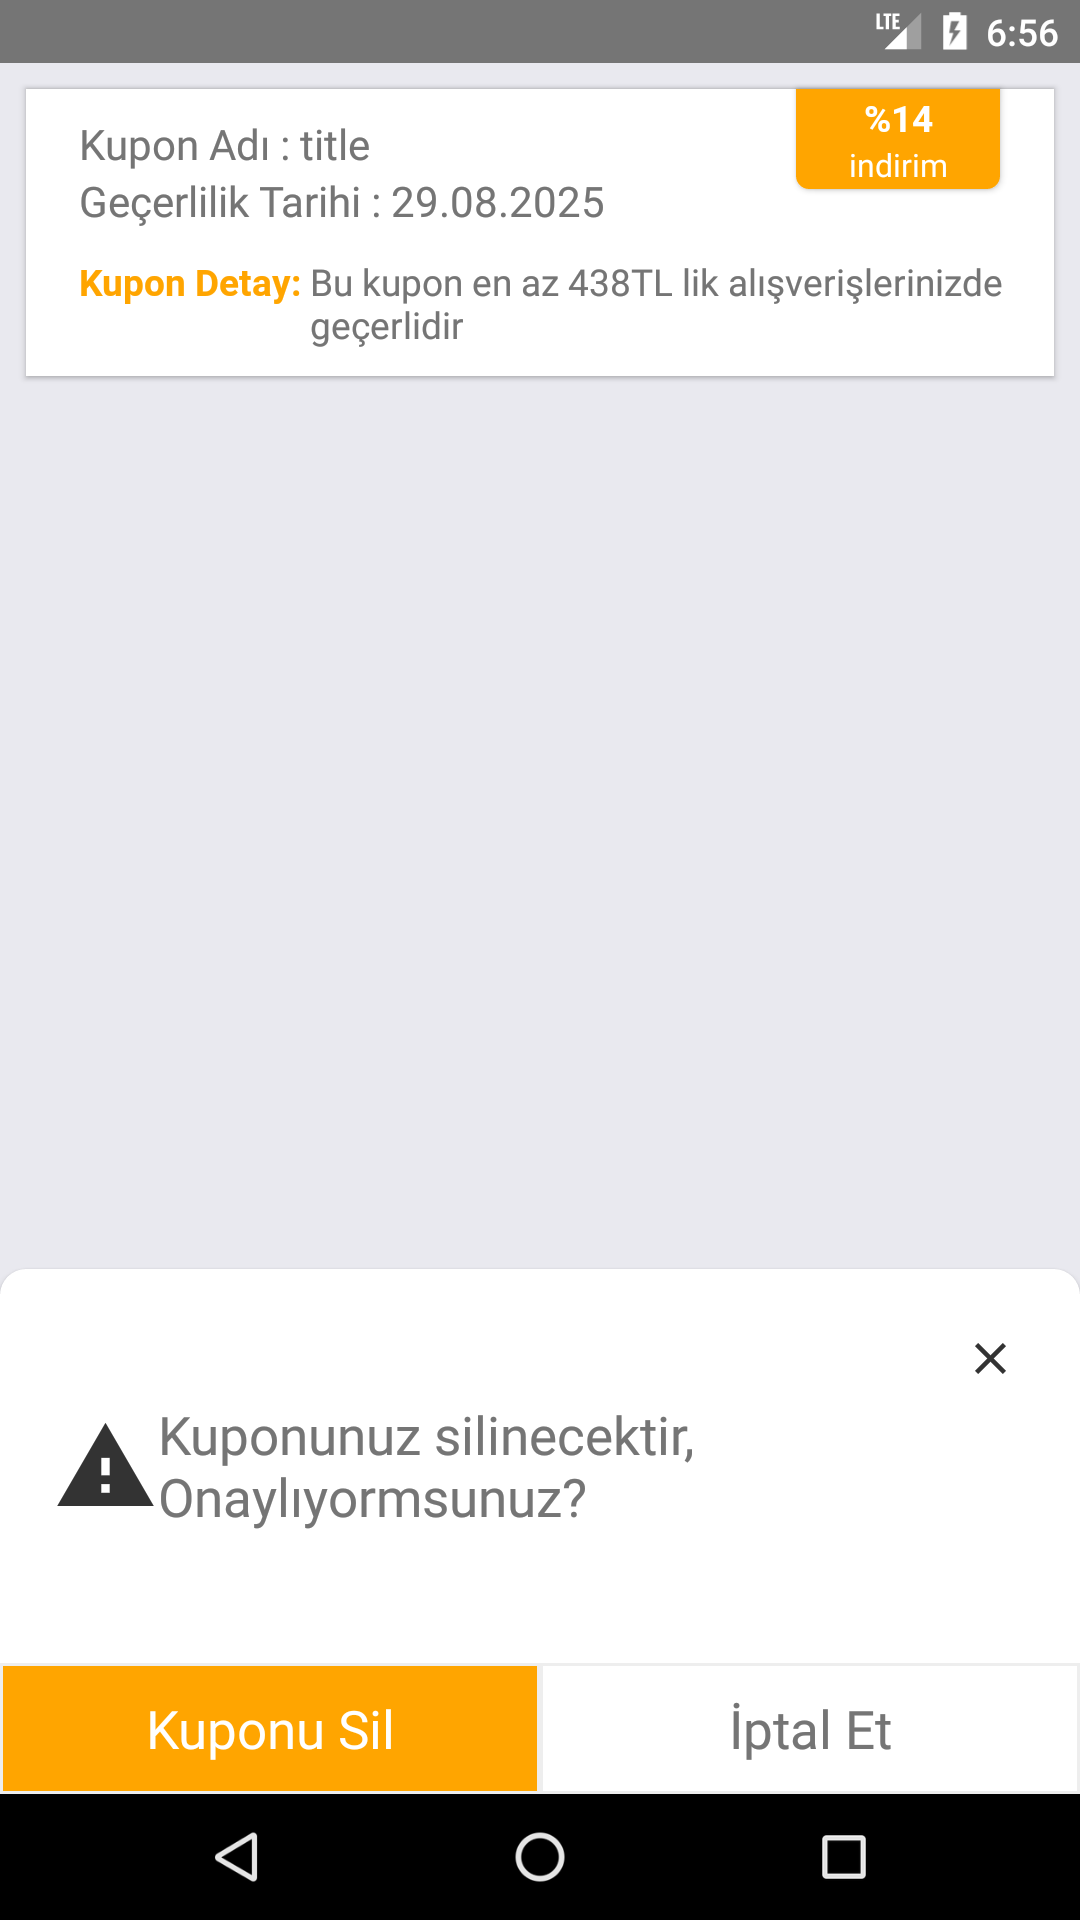 LTE 6:56
%14
indirim
Kupon Adı : title
Geçerlilik Tarihi : 29.08.2025
Kupon Detay: Bu kupon en az 438TL lik alışverişlerinizde
geçerlidir
Kuponunuz silinecektir,
Onaylıyormsunuz?
Kuponu Sil
İptal Et